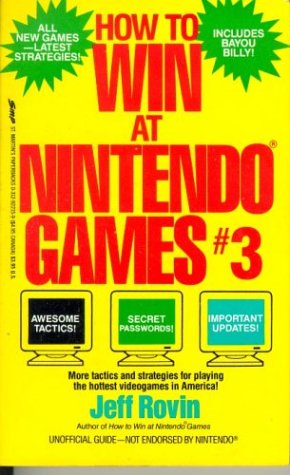 ALL
NEW GAMES
—LATEST
STRATEGIES!
INCLUDES
BAYOU
BILLY!
HOW TO
WIN
AT
NINTENDO®
GAMES #3
AWESOME
TACTICS!
SECRET
PASSWORDS!
IMPORTANT
UPDATES!
More tactics and strategies for playing
the hottest videogames in America!
Jeff Rovin
Author of How to Win at Nintendo® Games
UNOFFICIAL GUIDE—NOT ENDORSED BY NINTENDO®